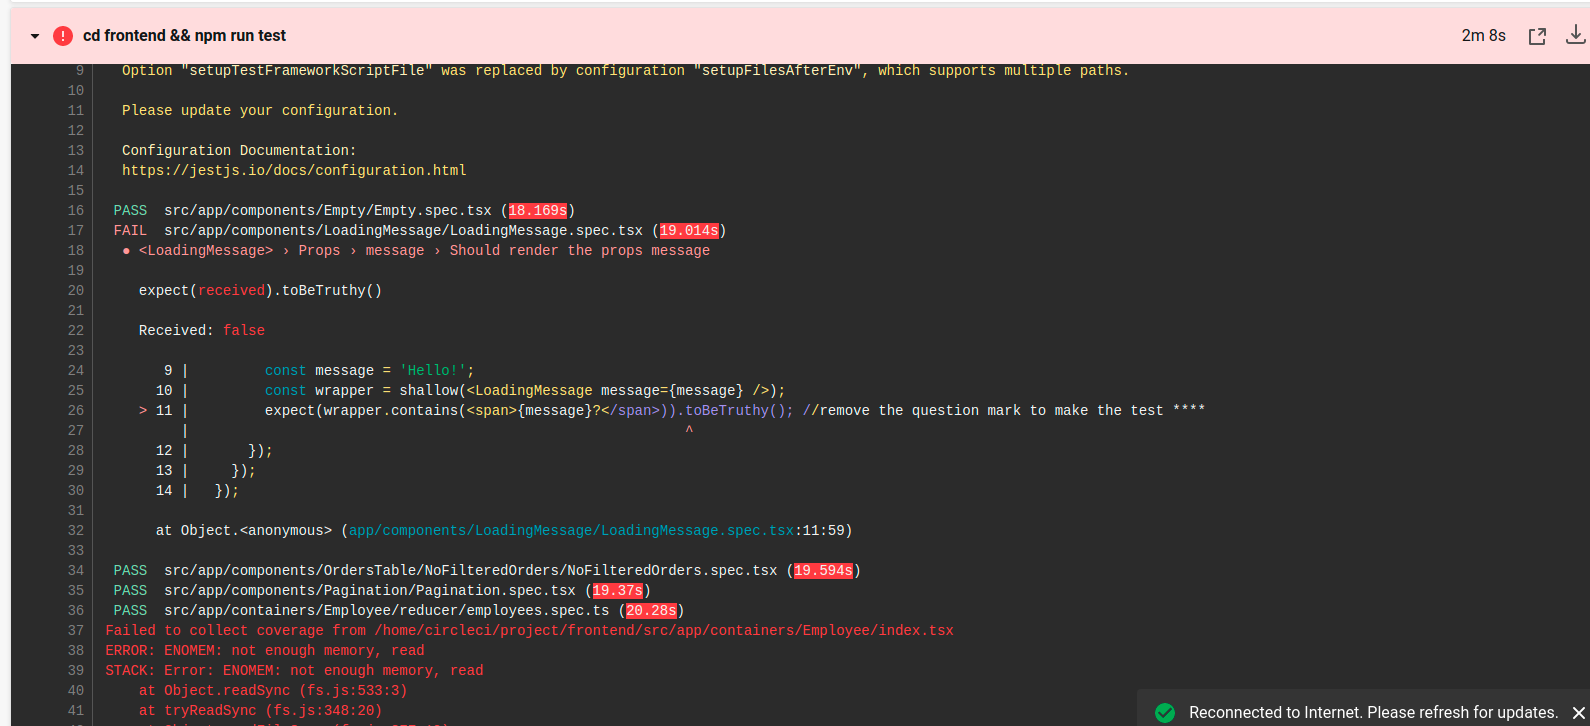 cd frontend && npm run test
2m 8s
9 Option "setupTestFrameworkScriptFile" was replaced by configuration "setupFilesAfterEnv", which supports multiple paths.
10
11 Please update your configuration.
12
13 Configuration Documentation:
14 https://jestjs.io/docs/configuration.html
15
16 PASS src/app/components/Empty/Empty.spec.tsx (18.169s)
17 FAIL src/app/components/LoadingMessage/LoadingMessage.spec.tsx (19.014s)
18 ● <LoadingMessage> › Props › message › Should render the props message
19
20 expect(received).toBeTruthy()
21
22 Received: false
23
24 9 | const message = 'Hello!';
25 10 | const wrapper = shallow(<LoadingMessage message={message} />);
26 > 11 | expect(wrapper.contains(<span>{message}?</span>)).toBeTruthy(); //remove the question mark to make the test ****
27 | ^
28 12 | });
29 13 | });
30 14 | });
31
32 at Object.<anonymous> (app/components/LoadingMessage/LoadingMessage.spec.tsx:11:59)
33
34 PASS src/app/components/OrdersTable/NoFilteredOrders/NoFilteredOrders.spec.tsx (19.594s)
35 PASS src/app/components/Pagination/Pagination.spec.tsx (19.37s)
36 PASS src/app/containers/Employee/reducer/employees.spec.ts (20.28s)
37 Failed to collect coverage from /home/circleci/project/frontend/src/app/containers/Employee/index.tsx
38 ERROR: ENOMEM: not enough memory, read
39 STACK: Error: ENOMEM: not enough memory, read
40 at Object.readSync (fs.js:533:3)
41 at tryReadSync (fs.js:348:20)
Reconnected to Internet. Please refresh for updates.